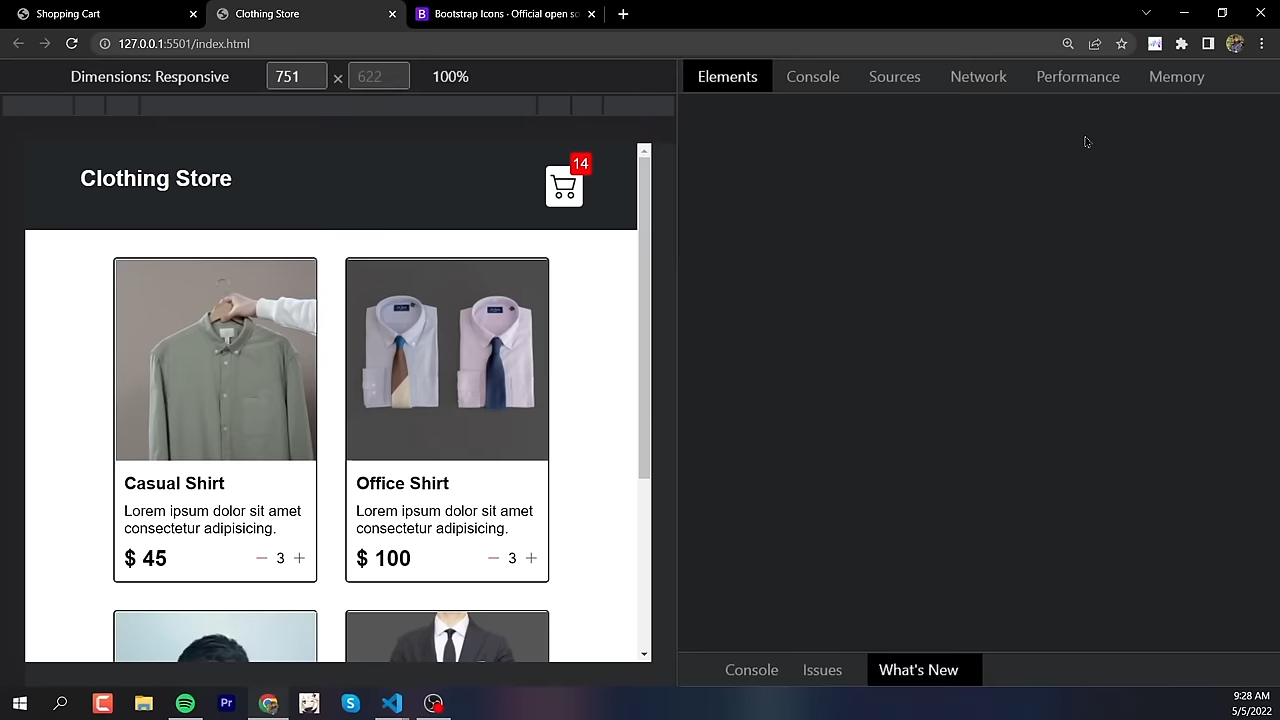 Shopping Cart
Clothing Store
Bootstrap Icons · Official open so
127.0.0.1:5501/index.html
Dimensions: Responsive 751 × 622 100%
Elements Console Sources Network Performance Memory
Clothing Store
14
Casual Shirt
Lorem ipsum dolor sit amet
consectetur adipisicing.
$ 45 3
Office Shirt
Lorem ipsum dolor sit amet
consectetur adipisicing.
$ 100 3
Console Issues What's New
9:28 AM
5/5/2022